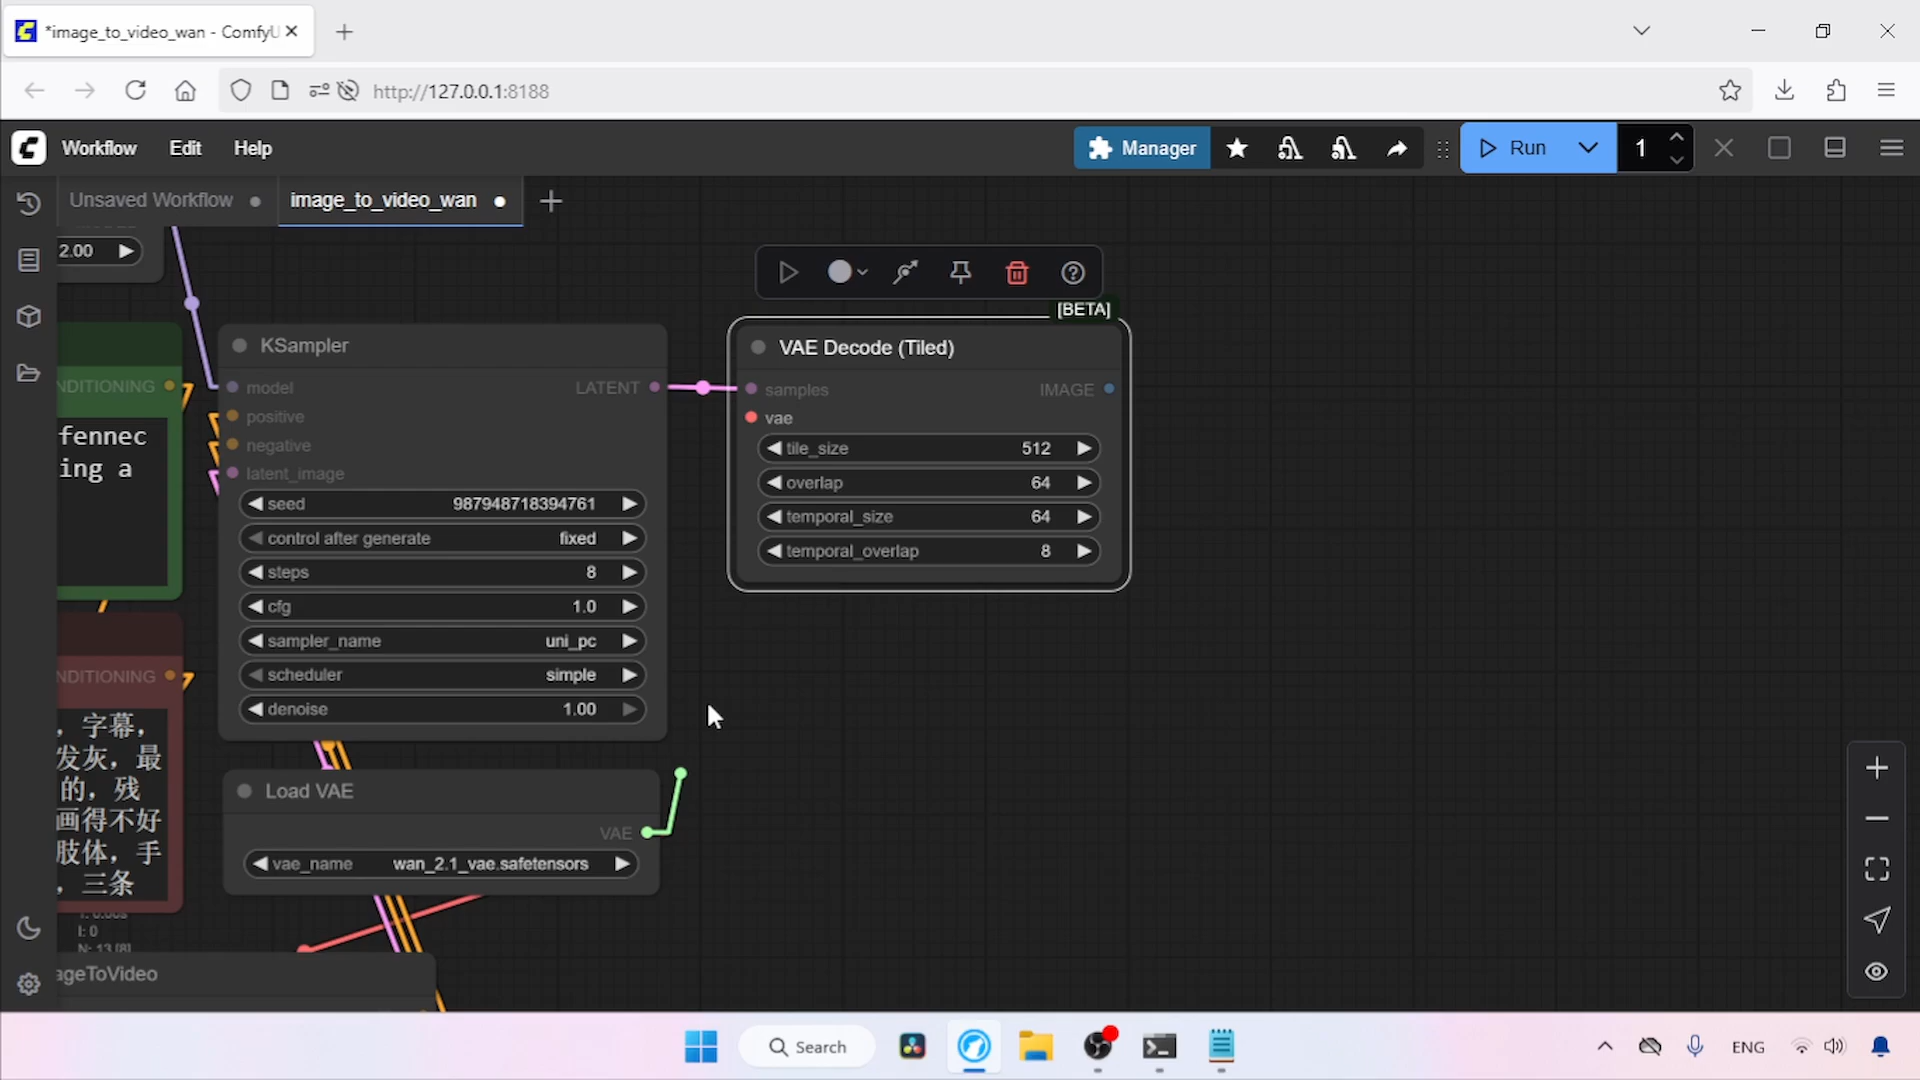 *image_to_video_wan - ComfyU
http://127.0.0.1:8188
Workflow Edit Help
Manager
Run
1
Unsaved Workflow
image_to_video_wan
2.00
[BETA]
KSampler
model
LATENT
positive
negative
latent_image
seed 987948718394761
control after generate fixed
steps 8
cfg 1.0
sampler_name uni_pc
scheduler simple
denoise 1.00
VAE Decode (Tiled)
samples
IMAGE
vae
tile_size 512
overlap 64
temporal_size 64
temporal_overlap 8
NDITIONING
fennec
ing a
NDITIONING
，字幕，
发灰，最
的，残
画得不好
肢体，手
，三条
I: 0
N: 13 [8]
Load VAE
VAE
vae_name wan_2.1_vae.safetensors
ageToVideo
Search
ENG